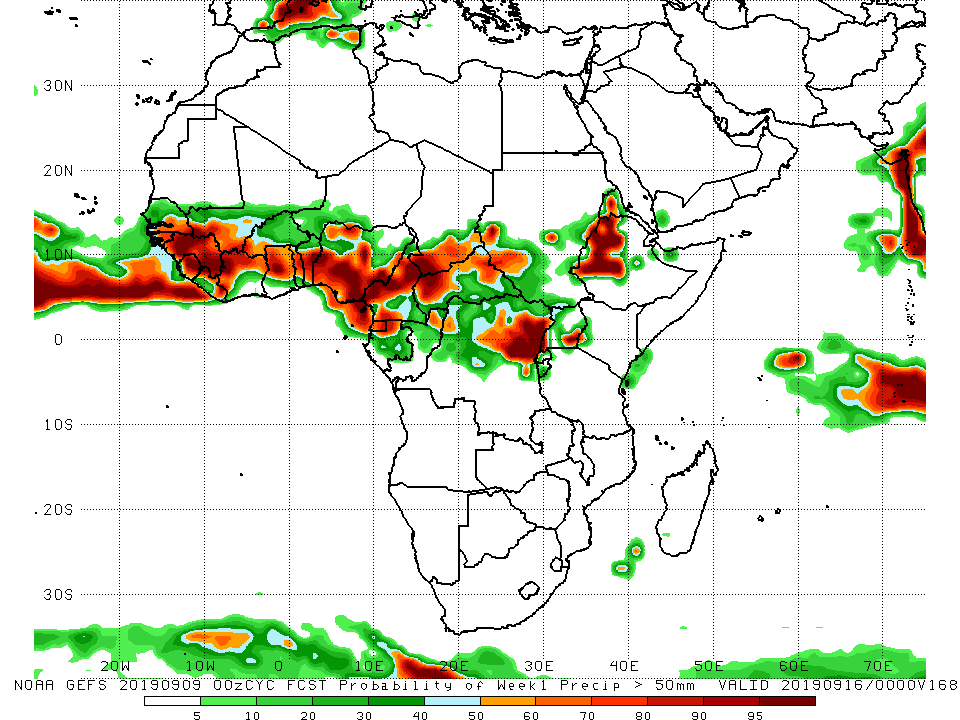 30N
20N
10N
0
10S
20S
30S
20W 10W 0 10E 20E 30E 40E 50E 60E 70E
NOAA GEFS 20190909 00zCYC FCST Probability of Week1 Precip > 50mm VALID 20190916/0000V168
5 10 20 30 40 50 60 70 80 90 95